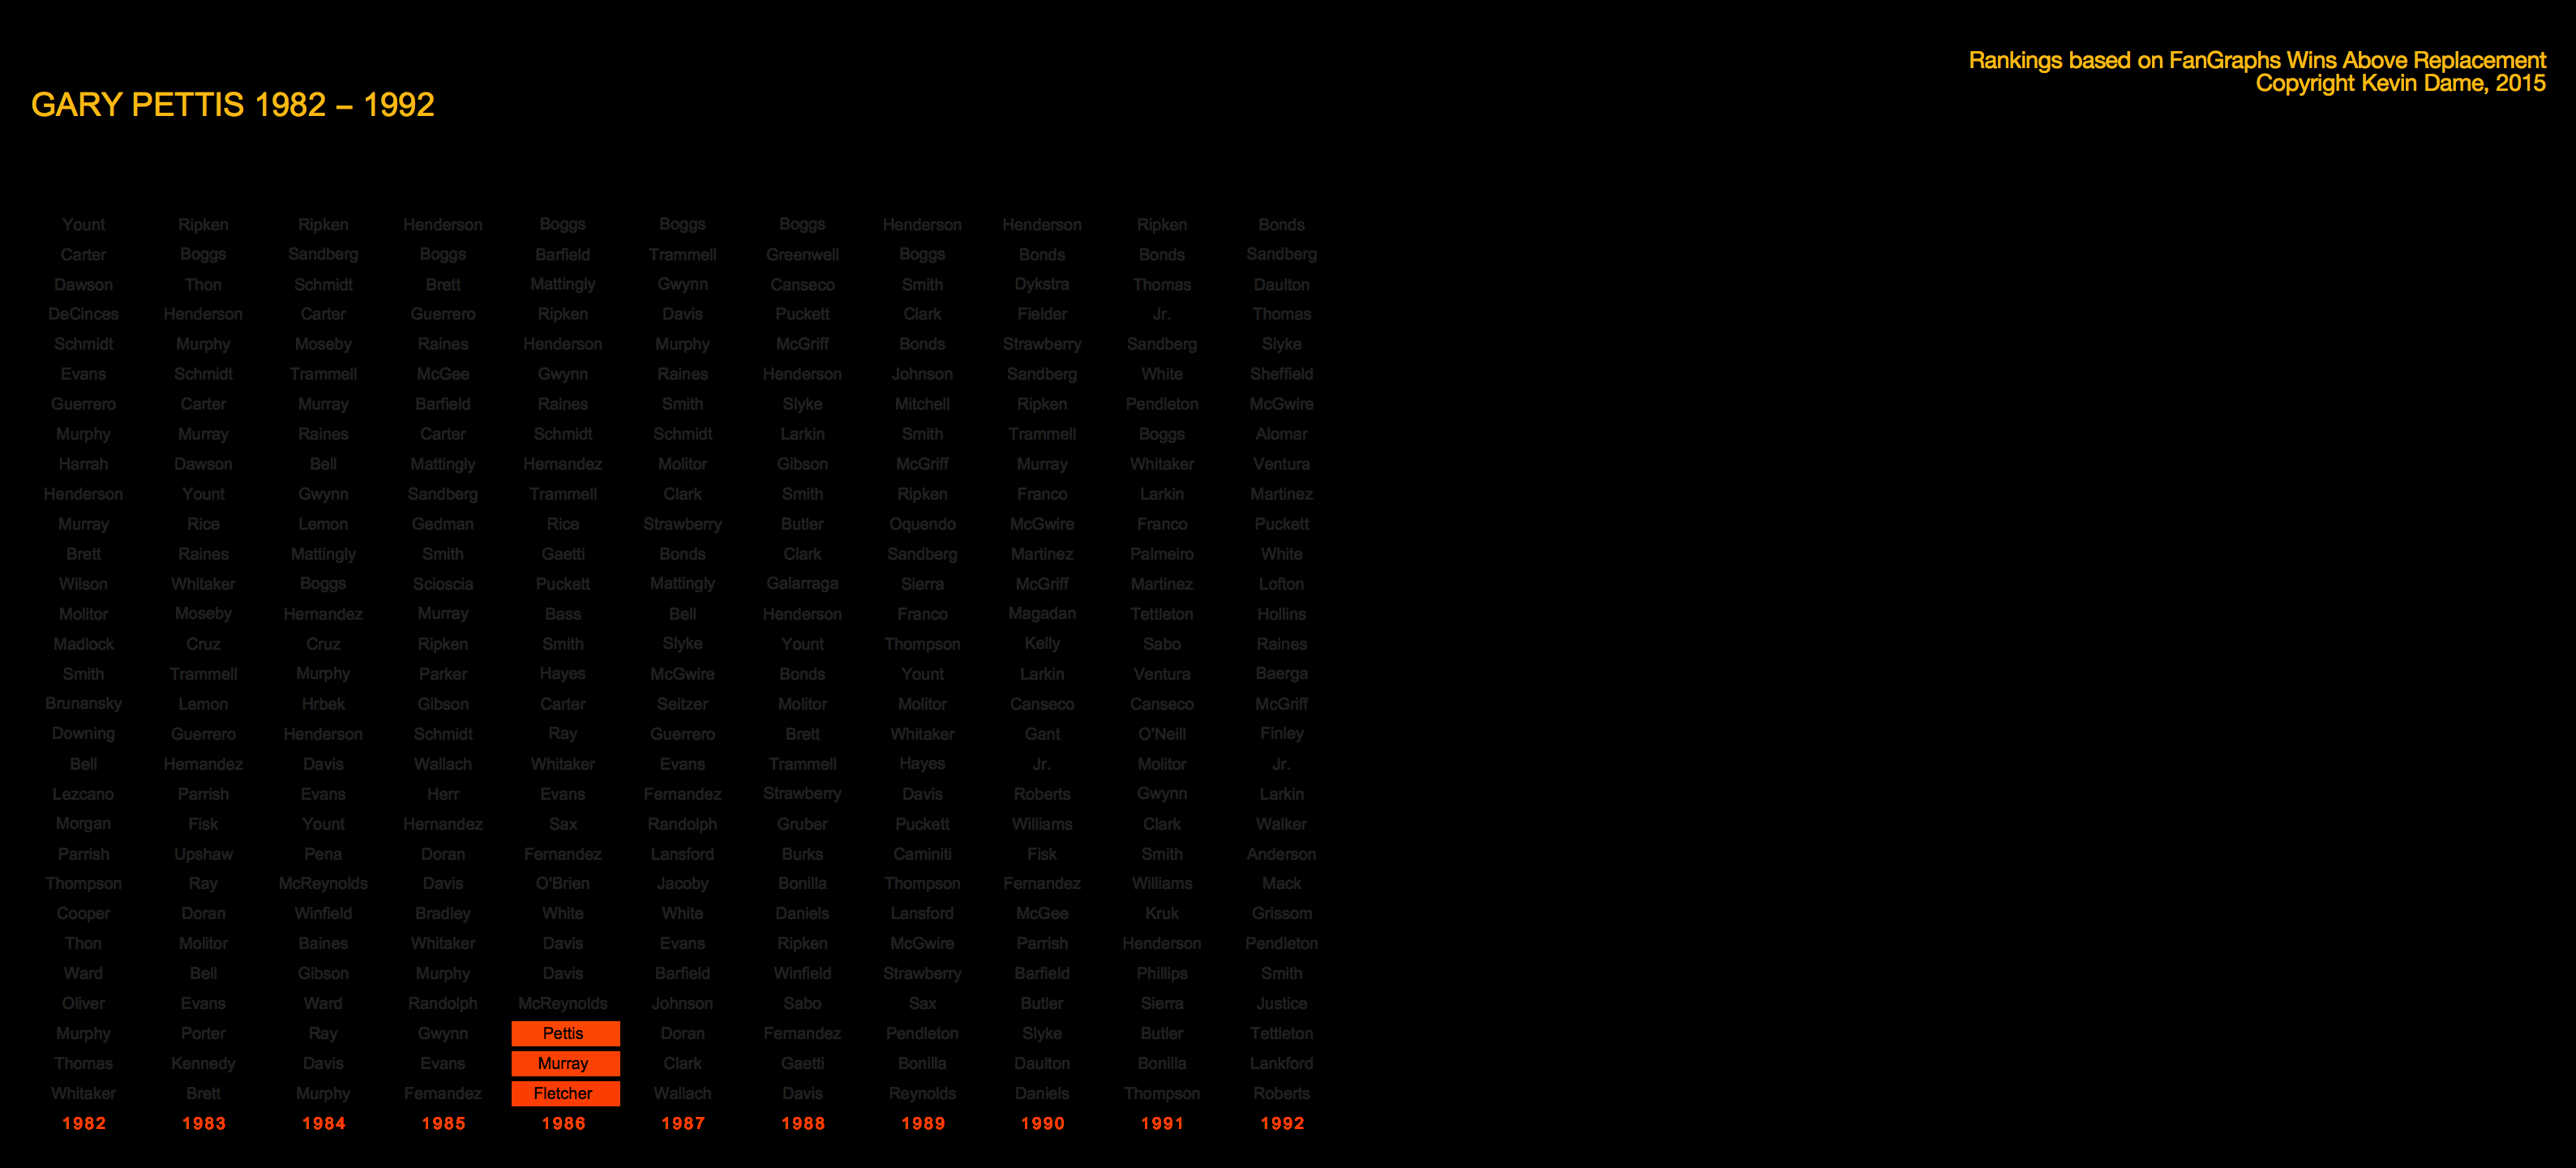 Rankings based on FanGraphs Wins Above Replacement
Copyright Kevin Dame, 2015
GARY PETTIS 1982 – 1992
Yount Ripken Ripken Henderson Boggs Boggs Boggs Henderson Henderson Ripken Bonds
Carter Boggs Sandberg Boggs Barfield Trammell Greenwell Boggs Bonds Bonds Sandberg
Dawson Thon Schmidt Brett Mattingly Gwynn Canseco Smith Dykstra Thomas Daulton
DeCinces Henderson Carter Guerrero Ripken Davis Puckett Clark Fielder Jr. Thomas
Schmidt Murphy Moseby Raines Henderson Murphy McGriff Bonds Strawberry Sandberg Slyke
Evans Schmidt Trammell McGee Gwynn Raines Henderson Johnson Sandberg White Sheffield
Guerrero Carter Murray Barfield Raines Smith Slyke Mitchell Ripken Pendleton McGwire
Murphy Murray Raines Carter Schmidt Schmidt Larkin Smith Trammell Boggs Alomar
Harrah Dawson Bell Mattingly Hernandez Molitor Gibson McGriff Murray Whitaker Ventura
Henderson Yount Gwynn Sandberg Trammell Clark Smith Ripken Franco Larkin Martinez
Murray Rice Lemon Gedman Rice Strawberry Butler Oquendo McGwire Franco Puckett
Brett Raines Mattingly Smith Gaetti Bonds Clark Sandberg Martinez Palmeiro White
Wilson Whitaker Boggs Scioscia Puckett Mattingly Galarraga Sierra McGriff Martinez Lofton
Molitor Moseby Hernandez Murray Bass Bell Henderson Franco Magadan Tettleton Hollins
Madlock Cruz Cruz Ripken Smith Slyke Yount Thompson Kelly Sabo Raines
Smith Trammell Murphy Parker Hayes McGwire Bonds Yount Larkin Ventura Baerga
Brunansky Lemon Hrbek Gibson Carter Seitzer Molitor Molitor Canseco Canseco McGriff
Downing Guerrero Henderson Schmidt Ray Guerrero Brett Whitaker Gant O'Neill Finley
Bell Hernandez Davis Wallach Whitaker Evans Trammell Hayes Jr. Molitor Jr.
Lezcano Parrish Evans Herr Evans Fernandez Strawberry Davis Roberts Gwynn Larkin
Morgan Fisk Yount Hernandez Sax Randolph Gruber Puckett Williams Clark Walker
Parrish Upshaw Pena Doran Fernandez Lansford Burks Caminiti Fisk Smith Anderson
Thompson Ray McReynolds Davis O'Brien Jacoby Bonilla Thompson Fernandez Williams Mack
Cooper Doran Winfield Bradley White White Daniels Lansford McGee Kruk Grissom
Thon Molitor Baines Whitaker Davis Evans Ripken McGwire Parrish Henderson Pendleton
Ward Bell Gibson Murphy Davis Barfield Winfield Strawberry Barfield Phillips Smith
Oliver Evans Ward Randolph McReynolds Johnson Sabo Sax Butler Sierra Justice
Murphy Porter Ray Gwynn Pettis Doran Fernandez Pendleton Slyke Butler Tettleton
Thomas Kennedy Davis Evans Murray Clark Gaetti Bonilla Daulton Bonilla Lankford
Whitaker Brett Murphy Fernandez Fletcher Wallach Davis Reynolds Daniels Thompson Roberts
1982 1983 1984 1985 1986 1987 1988 1989 1990 1991 1992